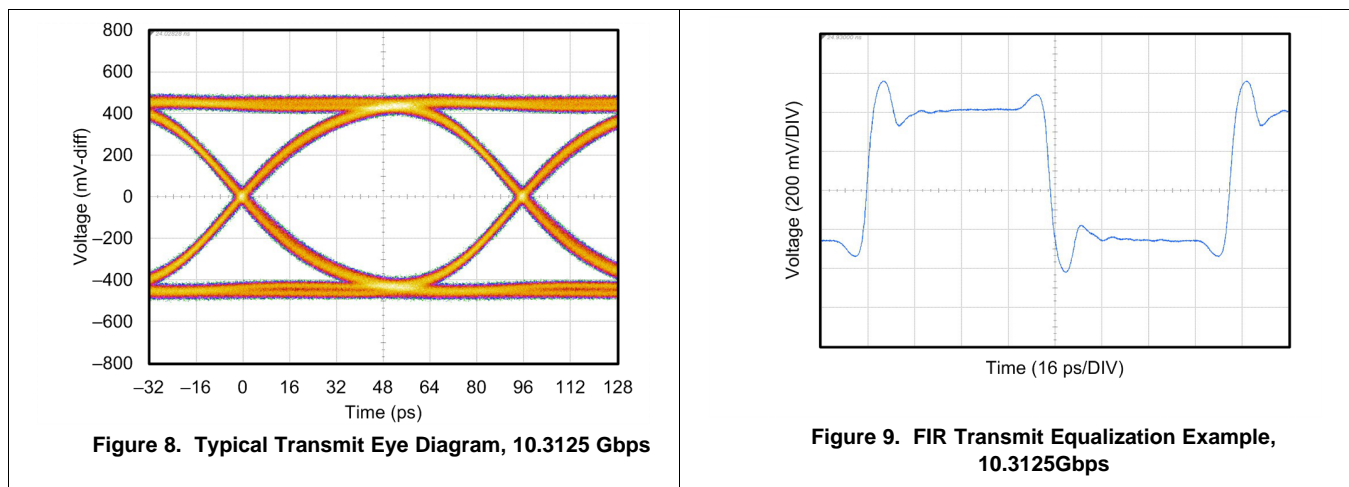 800
600
400
200
0
–200
–400
–600
–800
Voltage (mV-diff)
–32 –16 0 16 32 48 64 80 96 112 128
Time (ps)
Figure 8. Typical Transmit Eye Diagram, 10.3125 Gbps
Voltage (200 mV/DIV)
Time (16 ps/DIV)
Figure 9. FIR Transmit Equalization Example,
10.3125Gbps